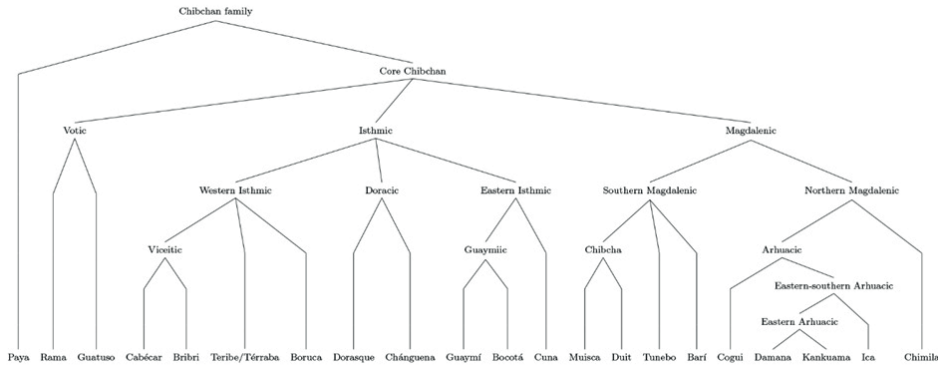 Chibchan family
Core Chibchan
Votic Isthmic Magdalenic
Western Isthmic Doracic Eastern Isthmic Southern Magdalenic Northern Magdalenic
Viceitic Guaymiic Chibcha Arhuacic
Eastern-southern Arhuacic
Eastern Arhuacic
Paya Rama Guatuso Cabécar Bribri Teribe/Térraba Boruca Dorasque Chánguena Guaymí Bocotá Cuna Muisca Duit Tunebo Barí Cogui Damana Kankuama Ica Chimila